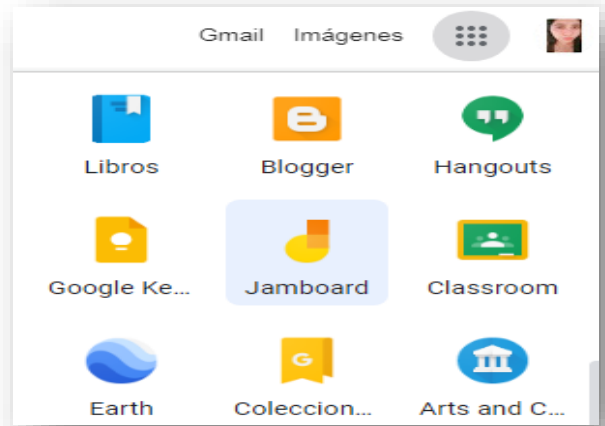 Gmail Imágenes
Libros Blogger Hangouts
Google Ke... Jamboard Classroom
G
Earth Coleccion... Arts and C...